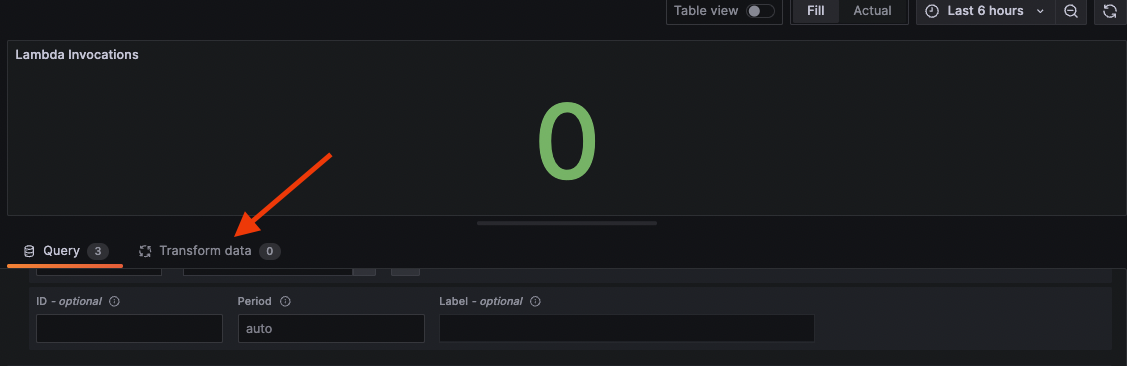 Table view Fill Actual Last 6 hours
Lambda Invocations
0
Query 3 Transform data 0
ID - optional Period Label - optional
auto